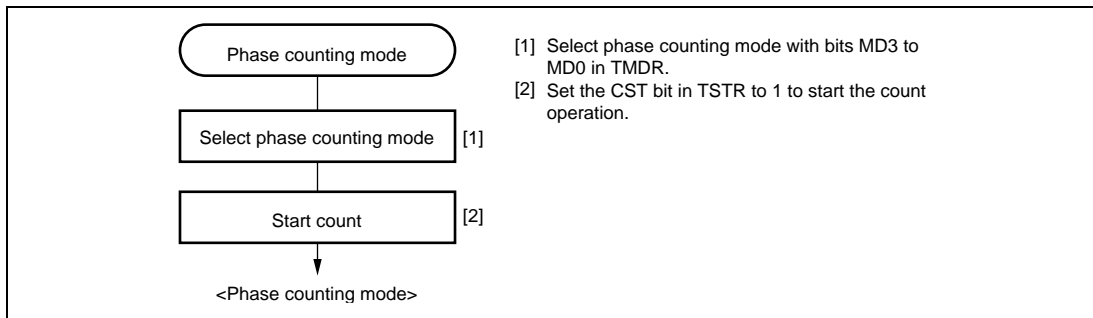 Phase counting mode
Select phase counting mode [1]
Start count [2]
<Phase counting mode>
[1] Select phase counting mode with bits MD3 to
MD0 in TMDR.
[2] Set the CST bit in TSTR to 1 to start the count
operation.